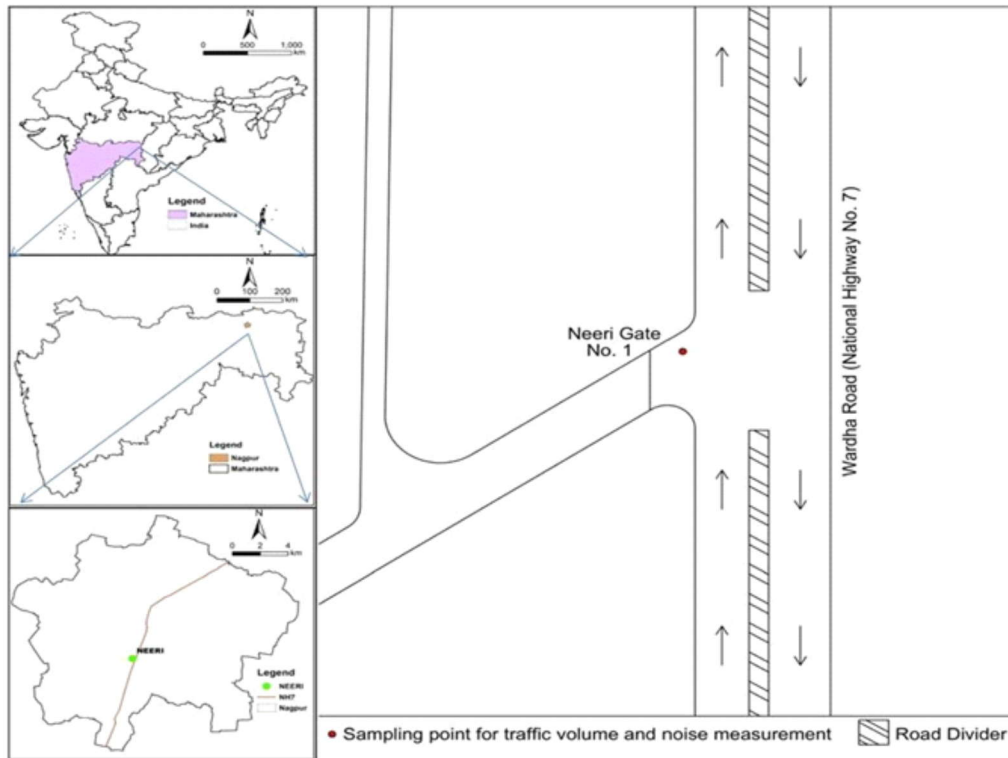 N
0 500 1,000
km
Legend
Maharashtra
India
N
0 100 200
km
Legend
Nagpur
Maharashtra
N
0 2 4
km
NEERI
Legend
NEERI
NH7
Nagpur
Neeri Gate
No. 1
Wardha Road (National Highway No. 7)
Sampling point for traffic volume and noise measurement
Road Divider